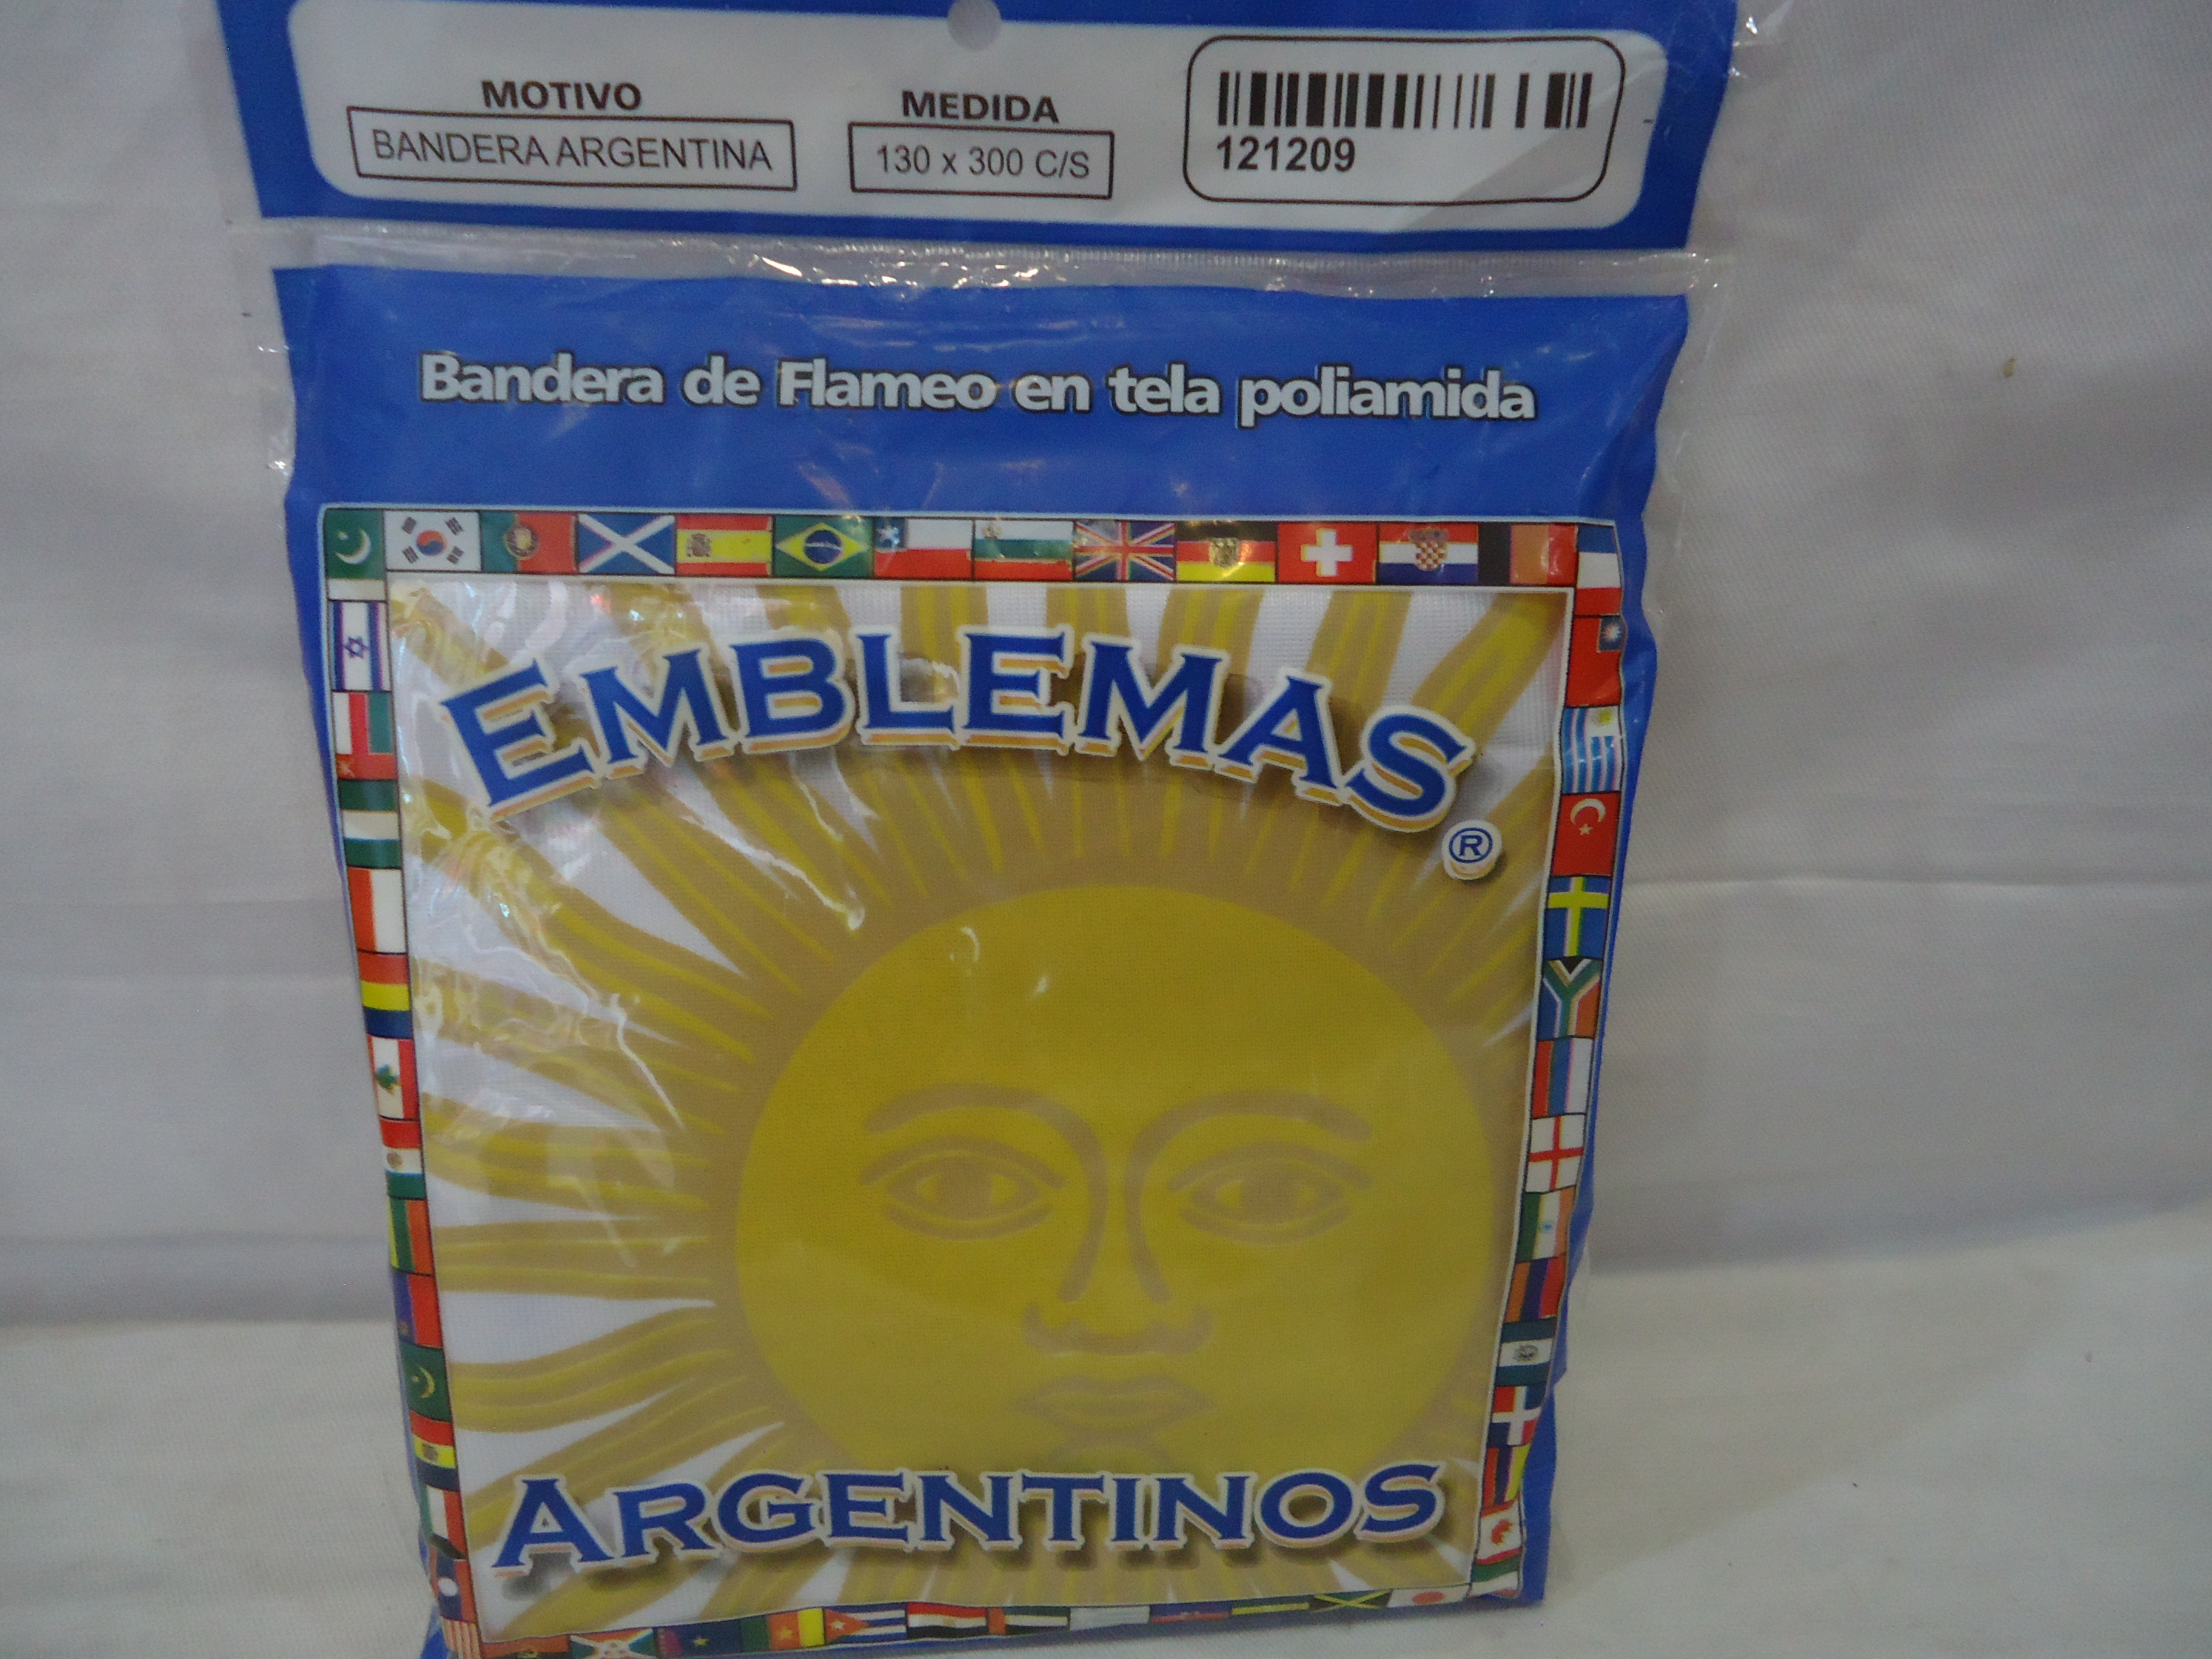 MOTIVO
BANDERA ARGENTINA
MEDIDA
130 x 300 C/S
121209
Bandera de Flameo en tela poliamida
EMBLEMAS
®
ARGENTINOS